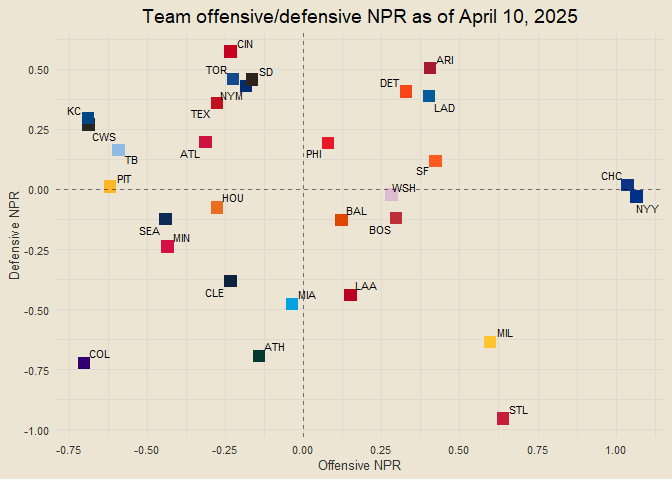 Team offensive/defensive NPR as of April 10, 2025
Defensive NPR
0.50
0.25
0.00
-0.25
-0.50
-0.75
-1.00
CIN
ARI
TOR
SD
DET
NYM
LAD
TEX
KC
CWS
ATL
PHI
TB
SF
PIT
WSH
CHC
HOU
NYY
BAL
SEA
BOS
MIN
CLE
MIA
LAA
MIL
ATH
COL
STL
-0.75
-0.50
-0.25
0.00
0.25
0.50
0.75
1.00
Offensive NPR